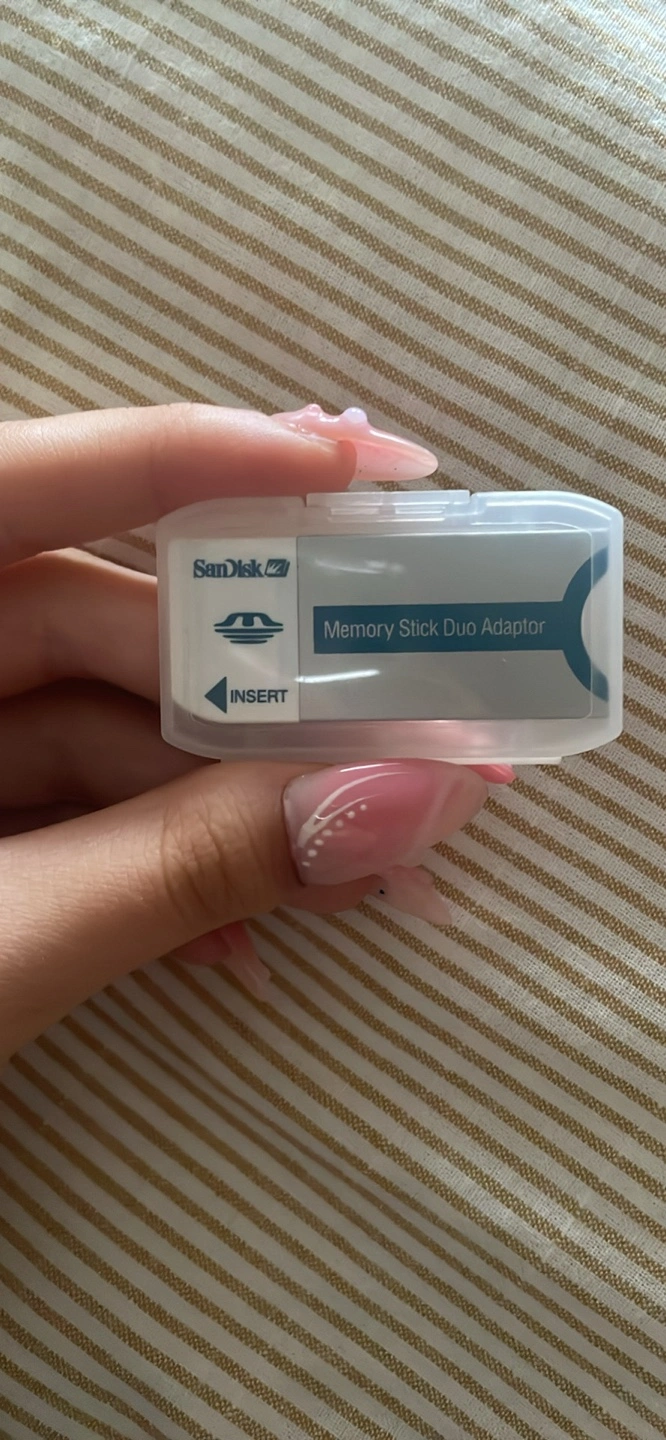 SanDisk
Memory Stick Duo Adaptor
INSERT